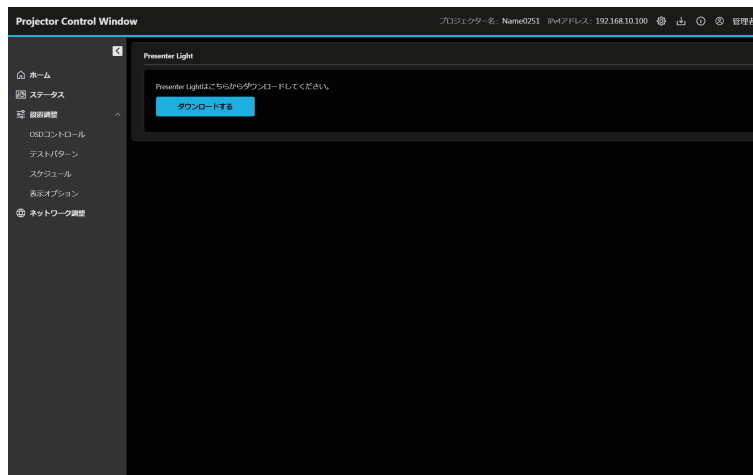 Projector Control Window
プロジェクター名: Name0251 IPv4アドレス: 192.168.10.100 管理者
Presenter Light
Presenter Lightはこちらからダウンロードしてください。
ダウンロードする
ホーム
ステータス
設置調整
OSDコントロール
テストパターン
スケジュール
表示オプション
ネットワーク調整